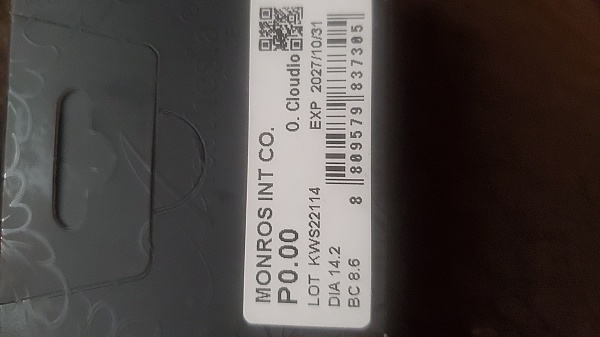 MONROS INT CO.
P0.00 O. Cloudio
LOT KWS22114 EXP 2027/10/31
DIA 14.2
BC 8.6
8 809579 837305